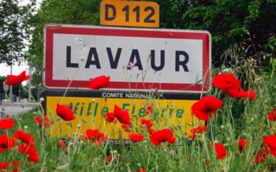 D 112
LAVAUR
COMITE NATIONAL
Ville Fleurie